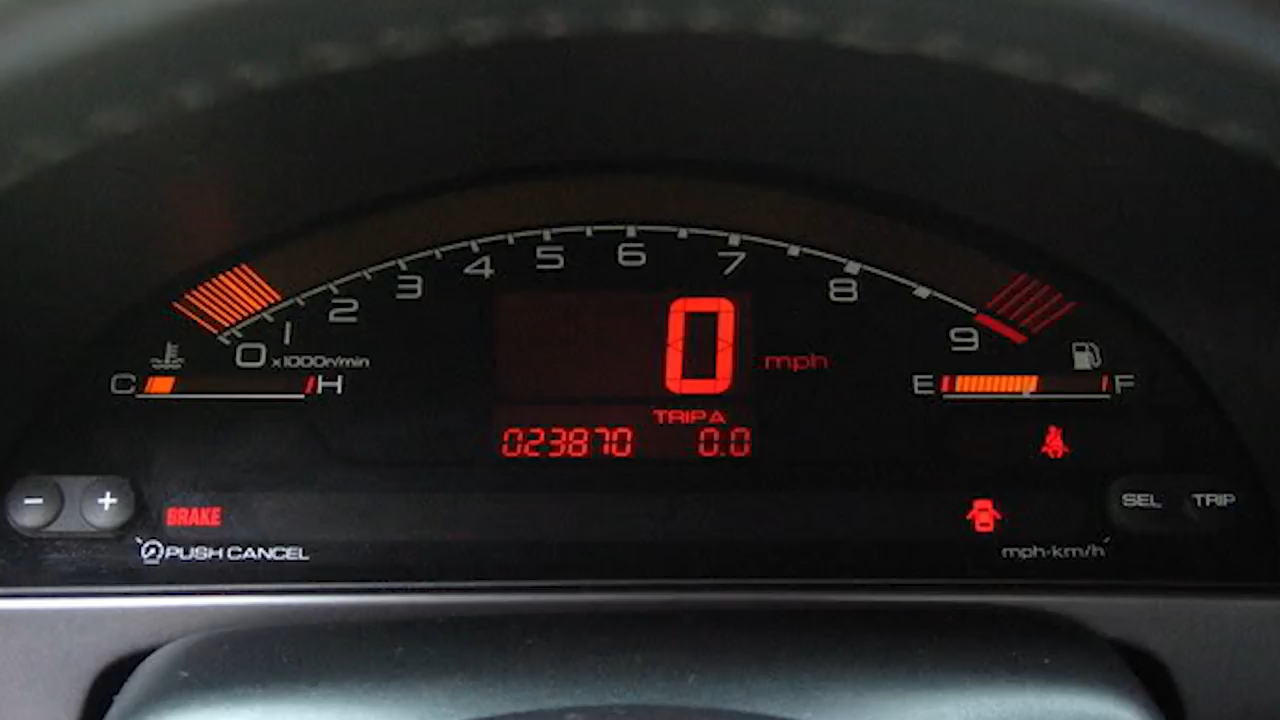 0 1 2 3 4 5 6 7 8 9
x1000r/min
0 mph
C H
E F
TRIP A
023870 0.0
- +
SEL TRIP
BRAKE
PUSH CANCEL
mph·km/h